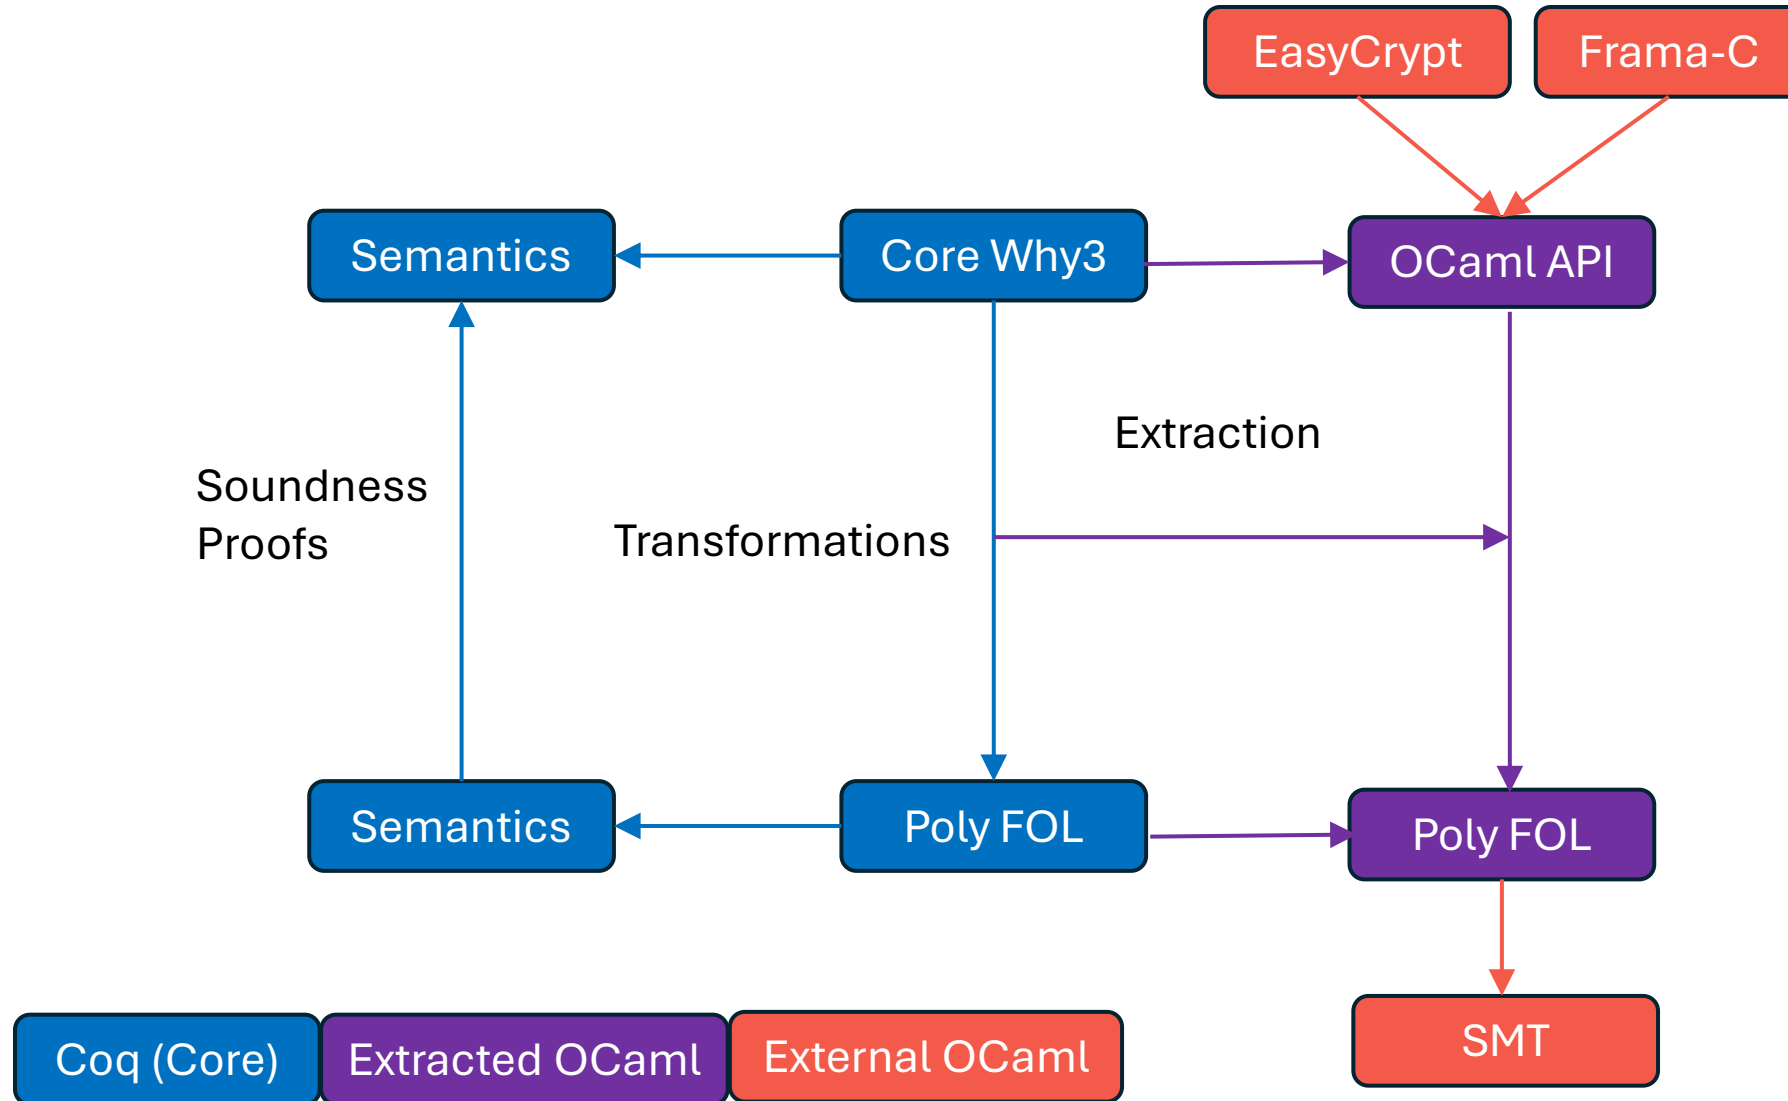 EasyCrypt
Frama-C
Semantics
Core Why3
OCaml API
Extraction
Soundness
Proofs
Transformations
Semantics
Poly FOL
Poly FOL
SMT
Coq (Core)
Extracted OCaml
External OCaml